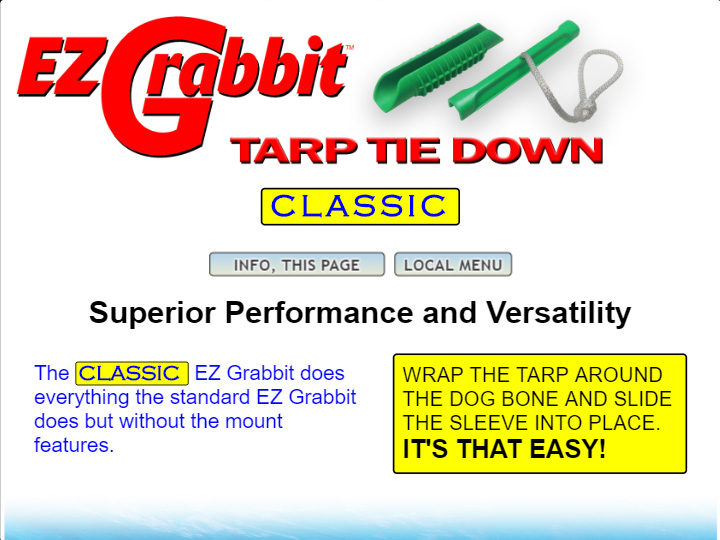 EZ Grabbit™
TARP TIE DOWN
CLASSIC
INFO, THIS PAGE LOCAL MENU
Superior Performance and Versatility
The CLASSIC EZ Grabbit does
everything the standard EZ Grabbit
does but without the mount
features.
WRAP THE TARP AROUND
THE DOG BONE AND SLIDE
THE SLEEVE INTO PLACE.
IT'S THAT EASY!